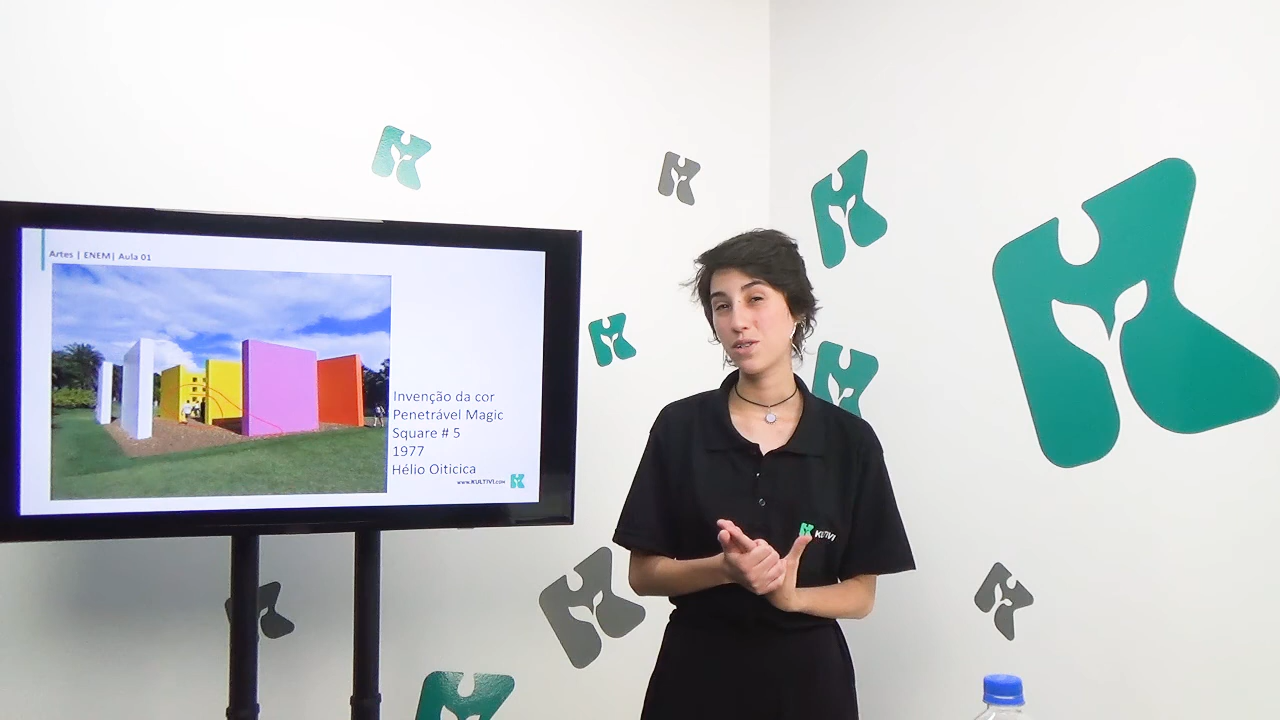 Artes | ENEM| Aula 01
Invenção da cor
Penetrável Magic
Square # 5
1977
Hélio Oiticica
www.KULTIVI.COM
KULTIVI